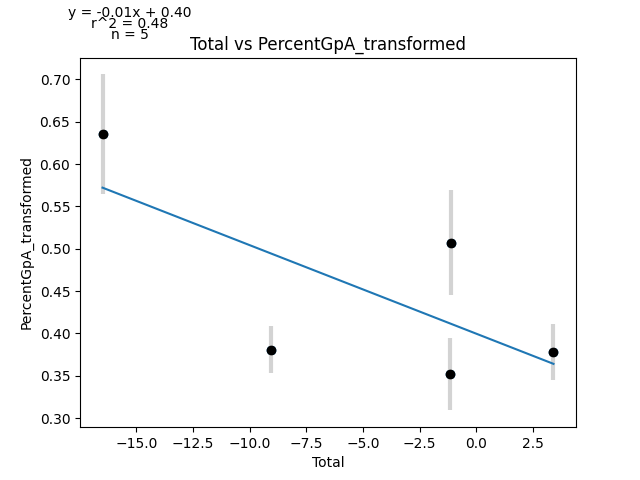 y = -0.01x + 0.40
r^2 = 0.48
n = 5
Total vs PercentGpA_transformed
0.70
0.65
0.60
0.55
0.50
0.45
0.40
0.35
0.30
PercentGpA_transformed
−15.0 −12.5 −10.0 −7.5 −5.0 −2.5 0.0 2.5
Total